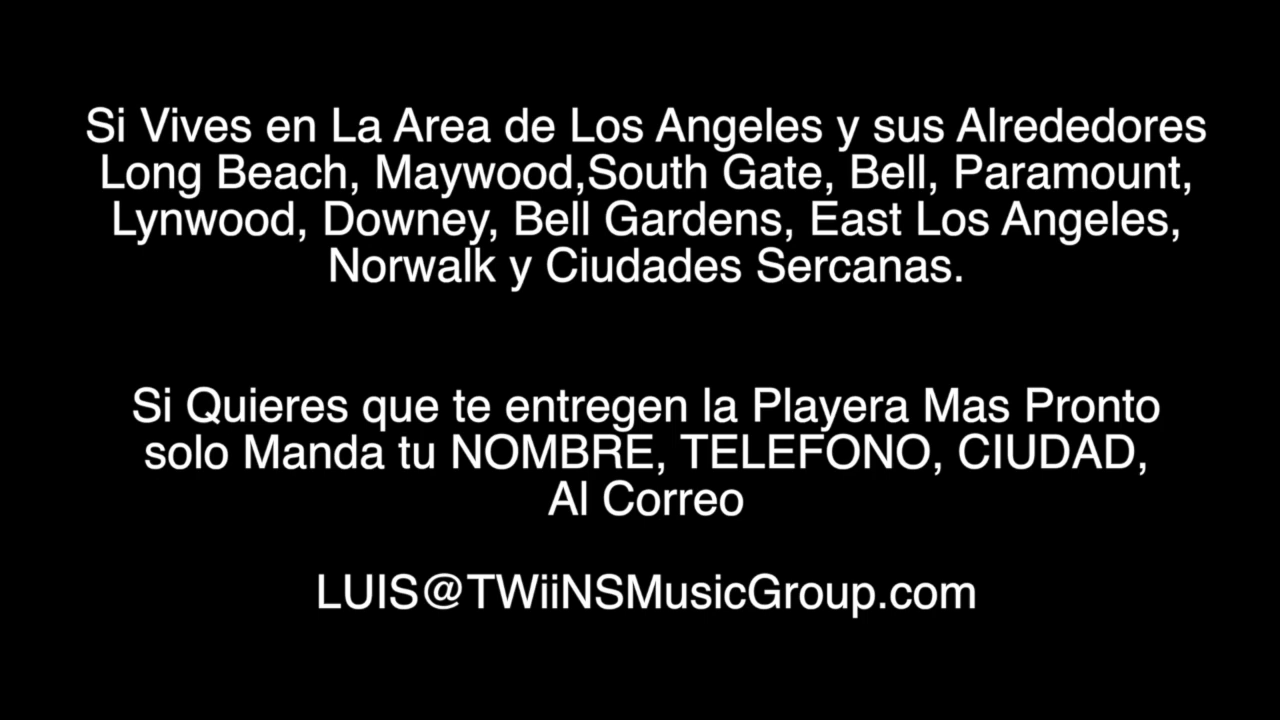 Si Vives en La Area de Los Angeles y sus Alrededores
Long Beach, Maywood,South Gate, Bell, Paramount,
Lynwood, Downey, Bell Gardens, East Los Angeles,
Norwalk y Ciudades Sercanas.
Si Quieres que te entregen la Playera Mas Pronto
solo Manda tu NOMBRE, TELEFONO, CIUDAD,
Al Correo
LUIS@TWiiNSMusicGroup.com